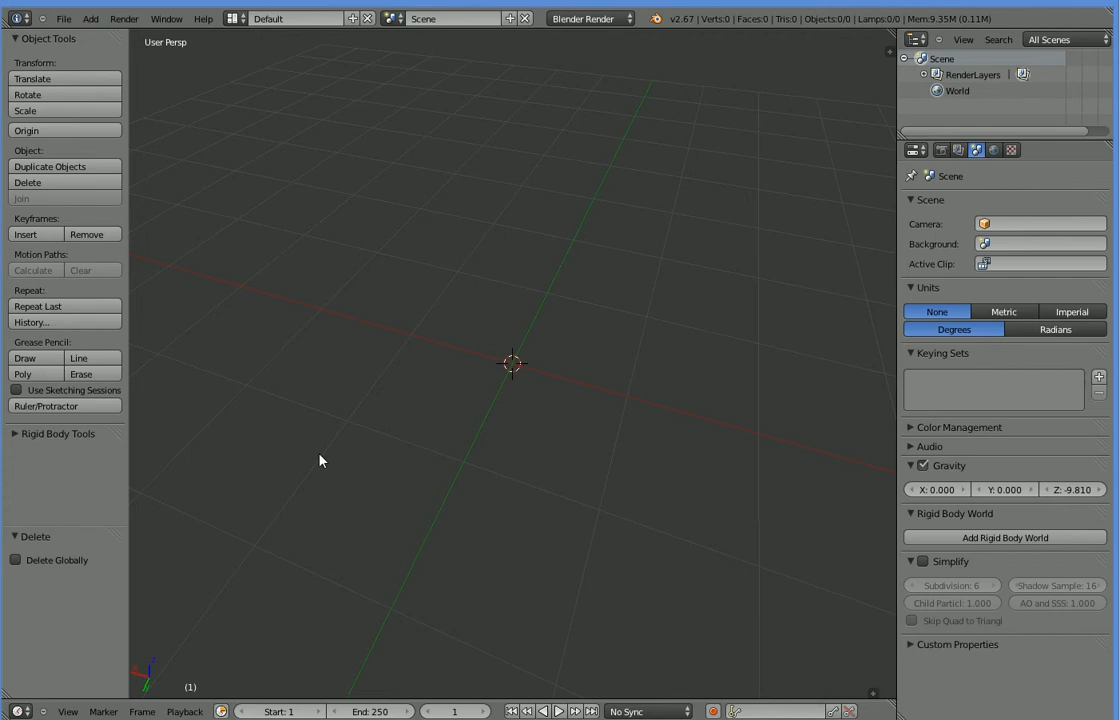 File Add Render Window Help Default Scene Blender Render v2.67 | Verts:0 | Faces:0 | Tris:0 | Objects:0/0 | Lamps:0/0 | Mem:9.35M (0.11M)
Object Tools
Transform:
Translate
Rotate
Scale
Origin
Object:
Duplicate Objects
Delete
Join
Keyframes:
Insert Remove
Motion Paths:
Calculate Clear
Repeat:
Repeat Last
History...
Grease Pencil:
Draw Line
Poly Erase
Use Sketching Sessions
Ruler/Protractor
Rigid Body Tools
Delete
Delete Globally
User Persp
(1)
View Search All Scenes
Scene
RenderLayers
World
Scene
Scene
Camera:
Background:
Active Clip:
Units
None Metric Imperial
Degrees Radians
Keying Sets
Color Management
Audio
Gravity
X: 0.000 Y: 0.000 Z: -9.810
Rigid Body World
Add Rigid Body World
Simplify
Subdivision: 6 Shadow Sample: 16
Child Particl: 1.000 AO and SSS: 1.000
Skip Quad to Triangl
Custom Properties
View Marker Frame Playback Start: 1 End: 250 1 No Sync